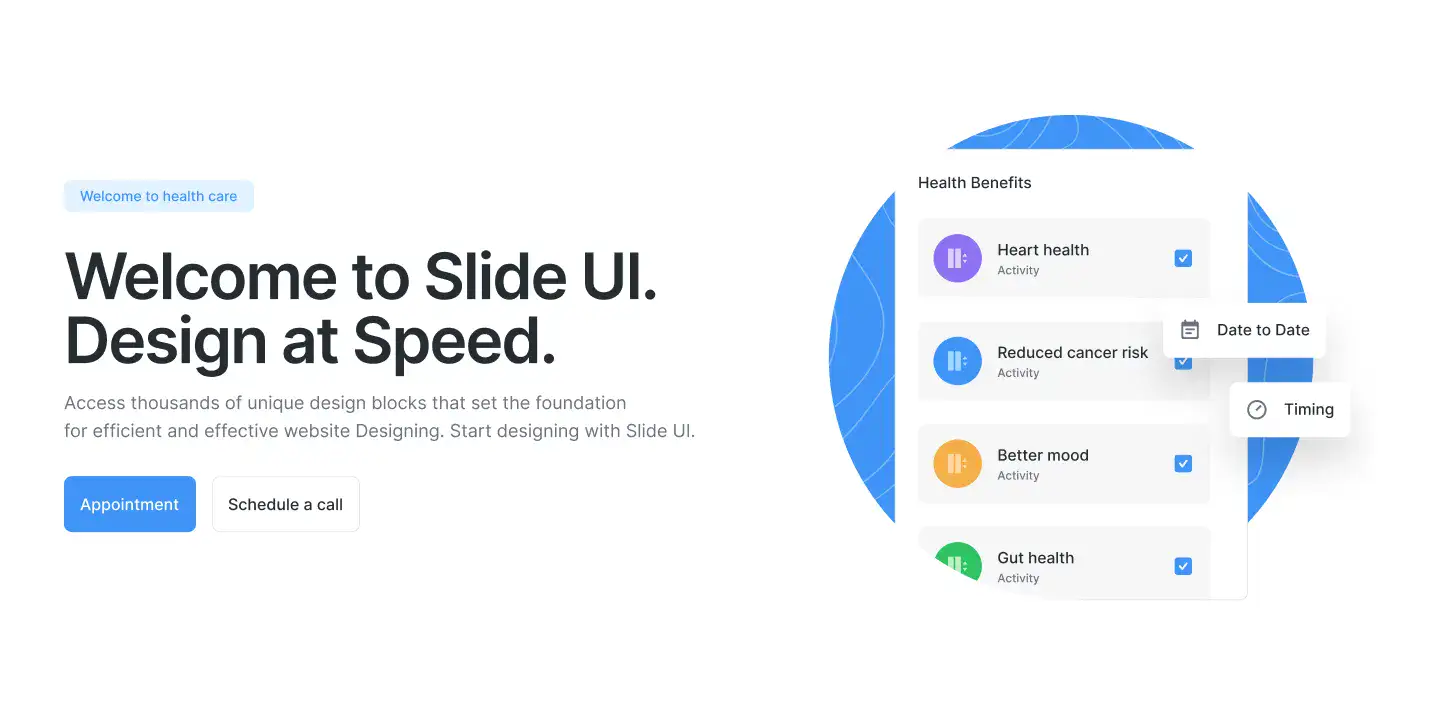 Welcome to health care
Welcome to Slide UI.
Design at Speed.
Access thousands of unique design blocks that set the foundation
for efficient and effective website Designing. Start designing with Slide UI.
Appointment
Schedule a call
Health Benefits
Heart health
Activity
Date to Date
Reduced cancer risk
Activity
Timing
Better mood
Activity
Gut health
Activity